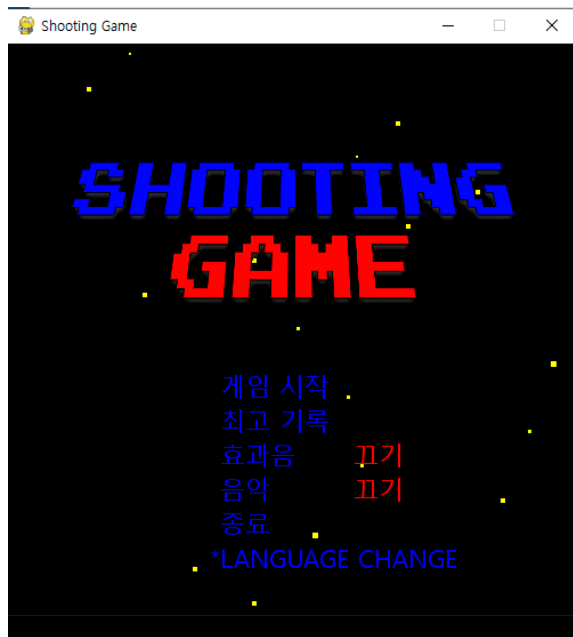 Shooting Game
SHOOTING
GAME
게임 시작
최고 기록
효과음 끄기
음악 끄기
종료
*LANGUAGE CHANGE